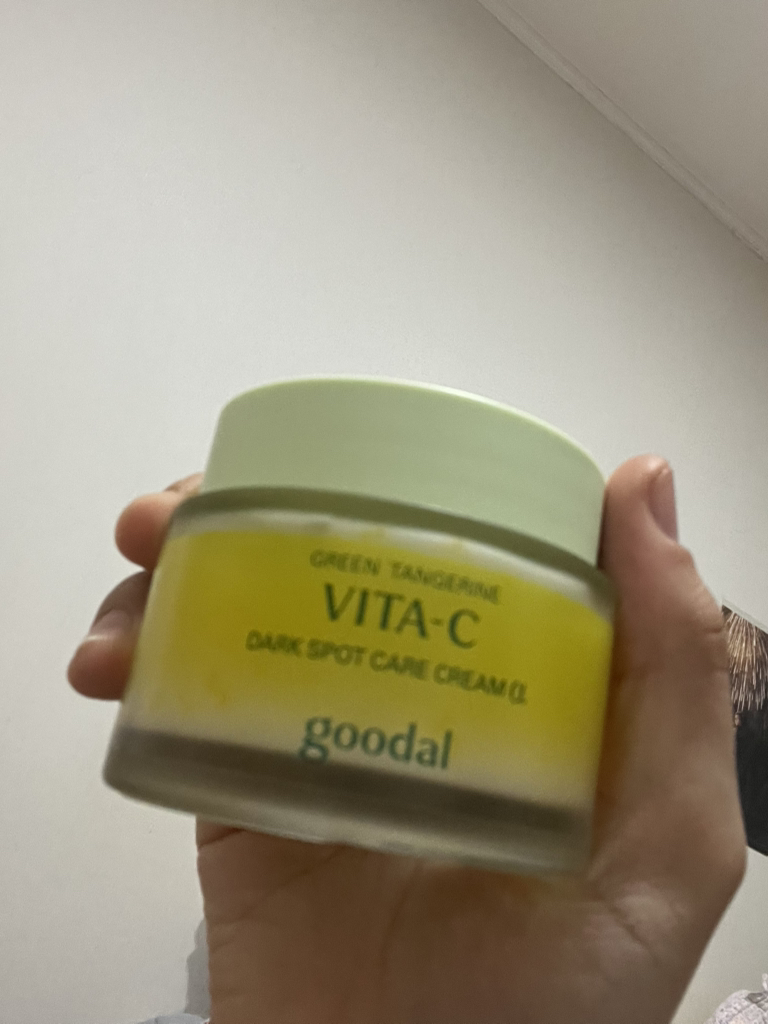 GREEN TANGERINE
VITA-C
DARK SPOT CARE CREAM
goodal